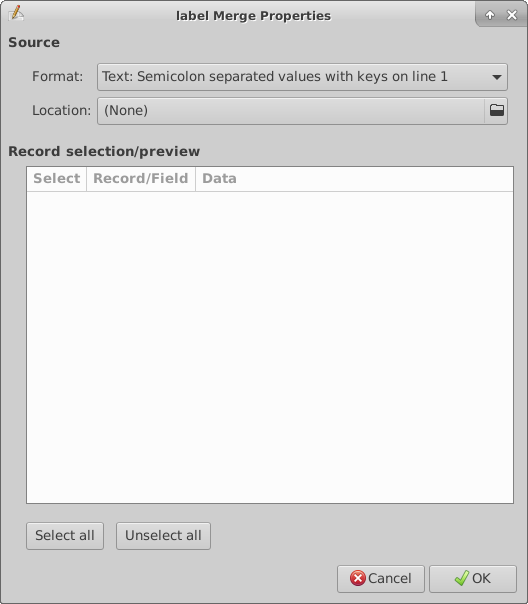 label Merge Properties
Source
Format: Text: Semicolon separated values with keys on line 1
Location: (None)
Record selection/preview
Select Record/Field Data
Select all Unselect all
Cancel OK